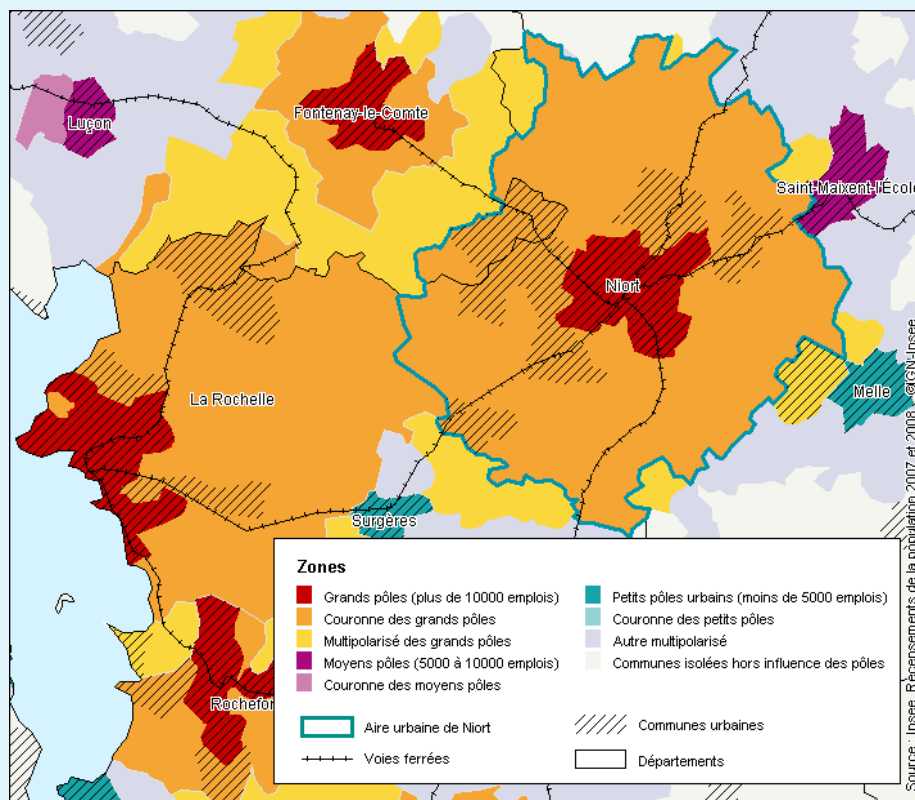 Luçon
Fontenay-le-Comte
Saint-Maixent-l'École
Niort
La Rochelle
Melle
Surgères
Rochefor
Zones
Grands pôles (plus de 10000 emplois)
Couronne des grands pôles
Multipolarisé des grands pôles
Moyens pôles (5000 à 10000 emplois)
Couronne des moyens pôles
Petits pôles urbains (moins de 5000 emplois)
Couronne des petits pôles
Autre multipolarisé
Communes isolées hors influence des pôles
Aire urbaine de Niort
Voies ferrées
Communes urbaines
Départements
Source : Insee, Récensements de la population 2007 et 2008, ©IGN-Insee